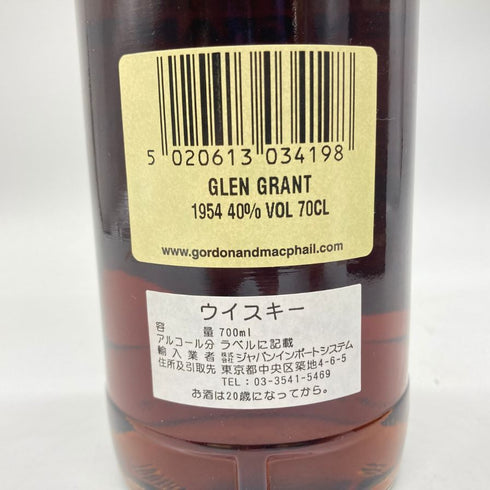 5 020613 034198
GLEN GRANT
1954 40% VOL 70CL
www.gordonandmacphail.com
ウイスキー
容 量 700ml
アルコール分 ラベルに記載
輸入業者 株式会社 ジャパンインポートシステム
住所及引取先 東京都中央区築地4-6-5
TEL : 03-3541-5469
お酒は20歳になってから。